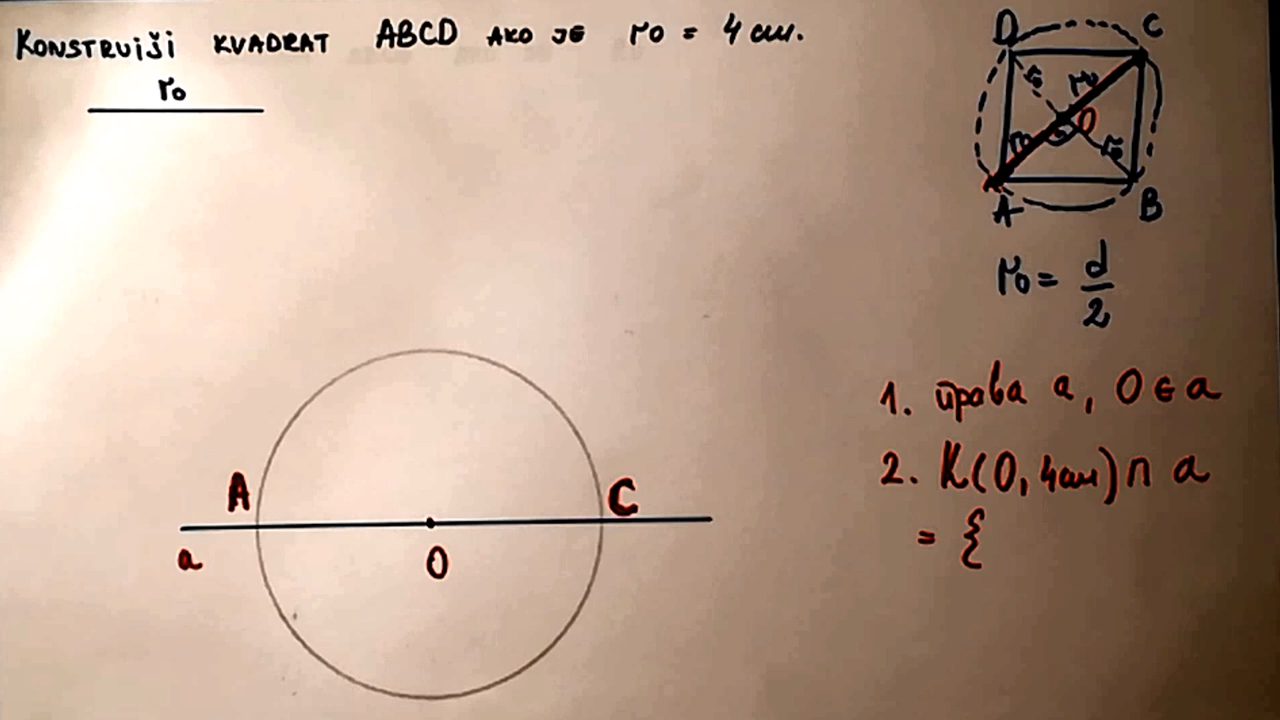 KONSTRUIŠI KVADRAT ABCD AKO JE r₀ = 4 cm.
r₀
D C
r₀ r₀
O
r₀ r₀
A B
r₀ = d/2
1. права a, O ∈ a
2. K(O, 4cm) ∩ a
= {
A C
a O